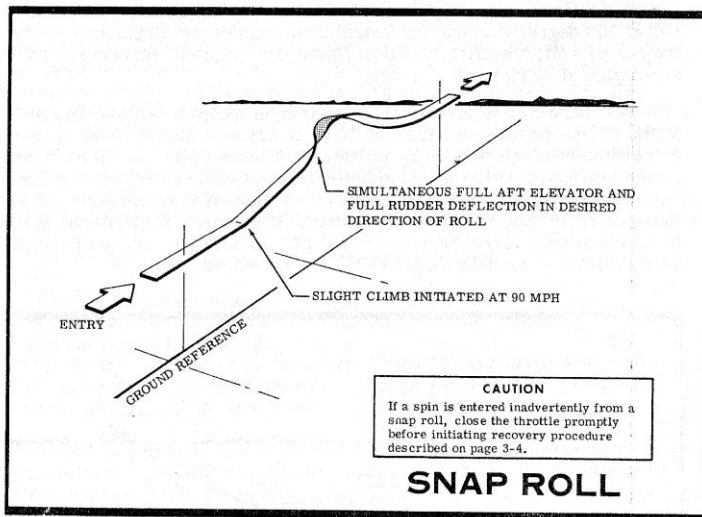 SIMULTANEOUS FULL AFT ELEVATOR AND
FULL RUDDER DEFLECTION IN DESIRED
DIRECTION OF ROLL
SLIGHT CLIMB INITIATED AT 90 MPH
ENTRY
GROUND REFERENCE
CAUTION
If a spin is entered inadvertently from a
snap roll, close the throttle promptly
before initiating recovery procedure
described on page 3-4.
SNAP ROLL